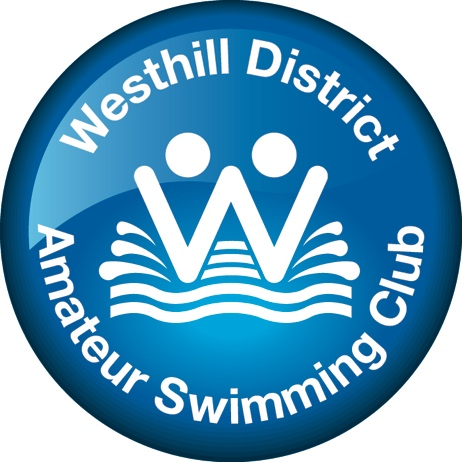 Westhill District
W
Amateur Swimming Club